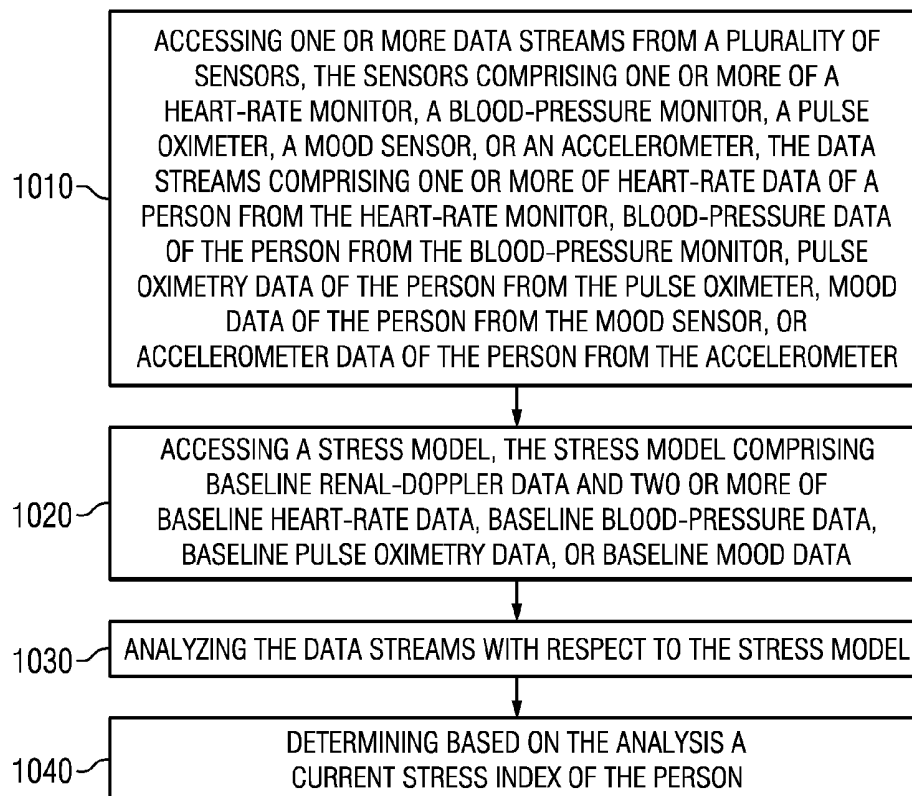 ACCESSING ONE OR MORE DATA STREAMS FROM A PLURALITY OF
SENSORS, THE SENSORS COMPRISING ONE OR MORE OF A
HEART-RATE MONITOR, A BLOOD-PRESSURE MONITOR, A PULSE
OXIMETER, A MOOD SENSOR, OR AN ACCELEROMETER, THE DATA
STREAMS COMPRISING ONE OR MORE OF HEART-RATE DATA OF A
PERSON FROM THE HEART-RATE MONITOR, BLOOD-PRESSURE DATA
OF THE PERSON FROM THE BLOOD-PRESSURE MONITOR, PULSE
OXIMETRY DATA OF THE PERSON FROM THE PULSE OXIMETER, MOOD
DATA OF THE PERSON FROM THE MOOD SENSOR, OR
ACCELEROMETER DATA OF THE PERSON FROM THE ACCELEROMETER
1010
ACCESSING A STRESS MODEL, THE STRESS MODEL COMPRISING
BASELINE RENAL-DOPPLER DATA AND TWO OR MORE OF
BASELINE HEART-RATE DATA, BASELINE BLOOD-PRESSURE DATA,
BASELINE PULSE OXIMETRY DATA, OR BASELINE MOOD DATA
1020
ANALYZING THE DATA STREAMS WITH RESPECT TO THE STRESS MODEL
1030
DETERMINING BASED ON THE ANALYSIS A
CURRENT STRESS INDEX OF THE PERSON
1040